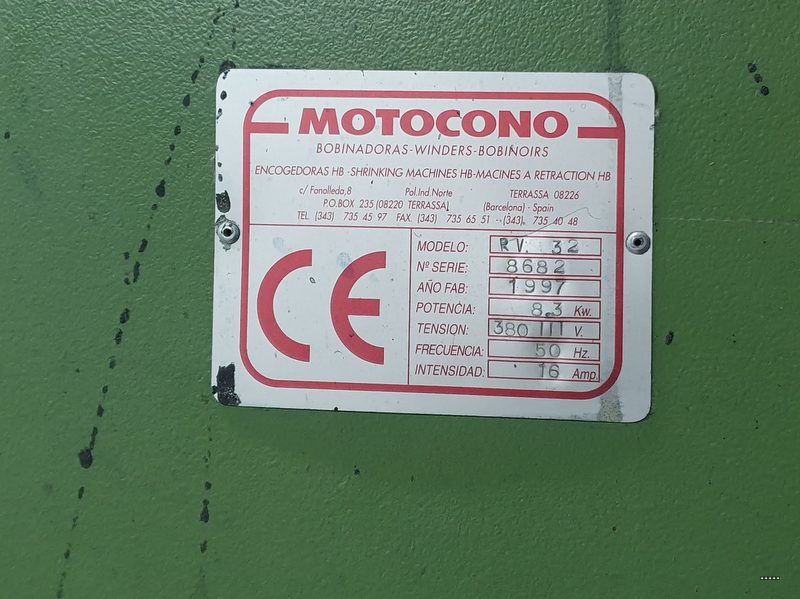 MOTOCONO
BOBINADORAS-WINDERS-BOBINOIRS
ENCOGEDORAS HB - SHRINKING MACHINES HB-MACINES A RETRACTION HB
c/ Fonolleda,8 Pol.Ind.Norte TERRASSA 08226
P.O.BOX 235 (08220 TERRASSA) (Barcelona) - Spain
TEL (343) 735 45 97 FAX (343) 735 65 51 - (343) 735 40 48
CE
MODELO: RV 32
Nº SERIE: 8682
AÑO FAB: 1997
POTENCIA: 8.3 Kw.
TENSION: 380 III V.
FRECUENCIA: 50 Hz.
INTENSIDAD: 16 Amp.